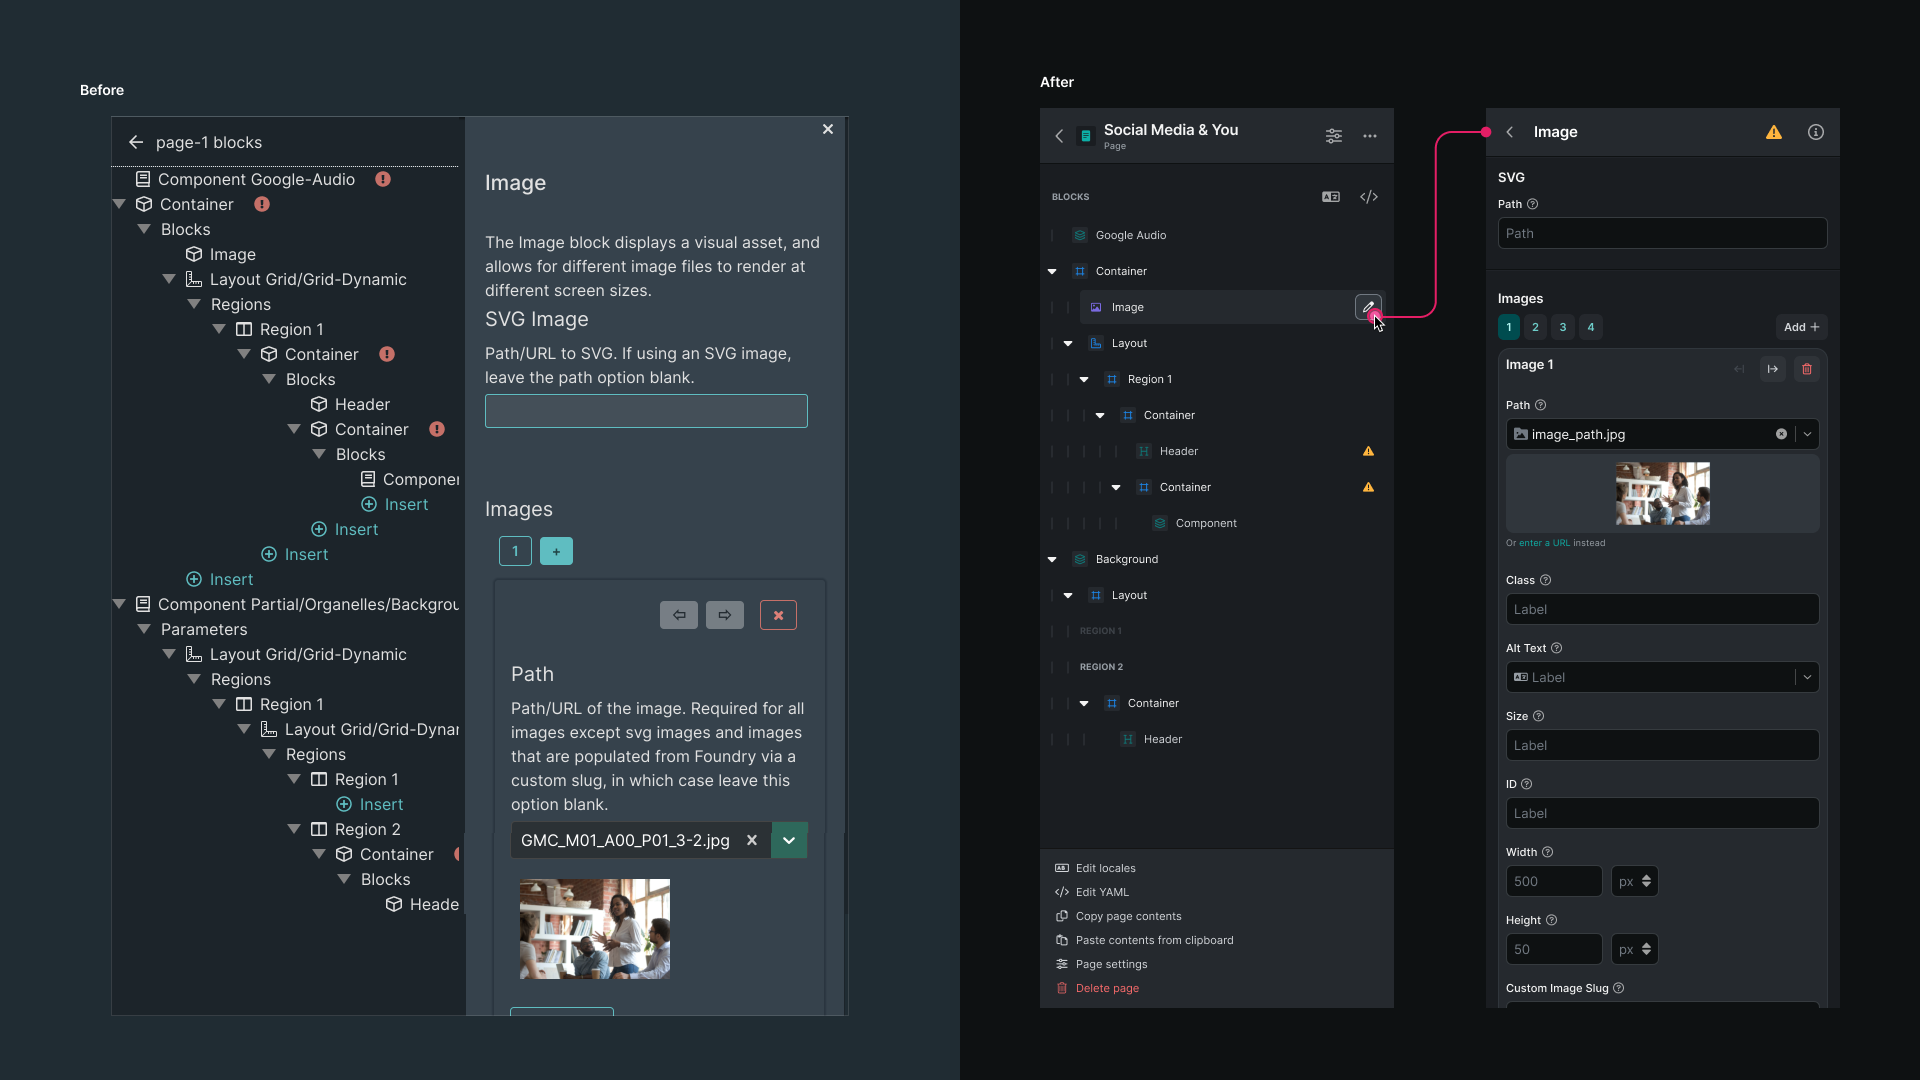 Before
page-1 blocks
Component Google-Audio
Container
Blocks
Image
Layout Grid/Grid-Dynamic
Regions
Region 1
Container
Blocks
Header
Container
Blocks
Componer
Insert
Insert
Insert
Insert
Component Partial/Organelles/Backgrou
Parameters
Layout Grid/Grid-Dynamic
Regions
Region 1
Layout Grid/Grid-Dynar
Regions
Region 1
Insert
Region 2
Container
Blocks
Heade
Image
The Image block displays a visual asset, and
allows for different image files to render at
different screen sizes.
SVG Image
Path/URL to SVG. If using an SVG image,
leave the path option blank.
Images
1 +
Path
Path/URL of the image. Required for all
images except svg images and images
that are populated from Foundry via a
custom slug, in which case leave this
option blank.
GMC_M01_A00_P01_3-2.jpg
After
Social Media & You
Page
BLOCKS
Google Audio
Container
Image
Layout
Region 1
Container
Header
Container
Component
Background
Layout
REGION 1
REGION 2
Container
Header
Edit locales
Edit YAML
Copy page contents
Paste contents from clipboard
Page settings
Delete page
Image
SVG
Path
Path
Images
1 2 3 4 Add +
Image 1
Path
image_path.jpg
Or enter a URL instead
Class
Label
Alt Text
Label
Size
Label
ID
Label
Width
500 px
Height
50 px
Custom Image Slug